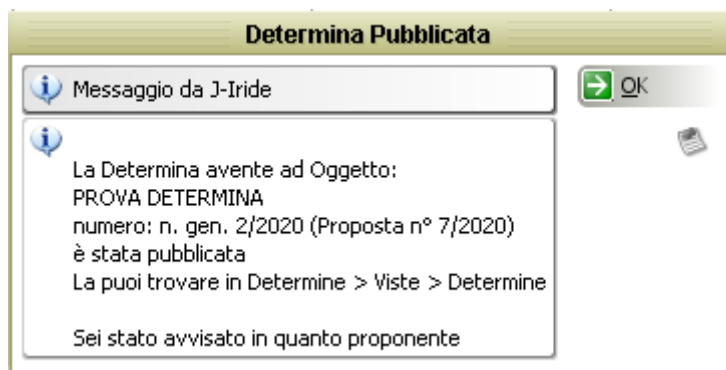 Determina Pubblicata
Messaggio da J-Iride
OK
La Determina avente ad Oggetto:
PROVA DETERMINA
numero: n. gen. 2/2020 (Proposta n° 7/2020)
è stata pubblicata
La puoi trovare in Determine > Viste > Determine
Sei stato avvisato in quanto proponente